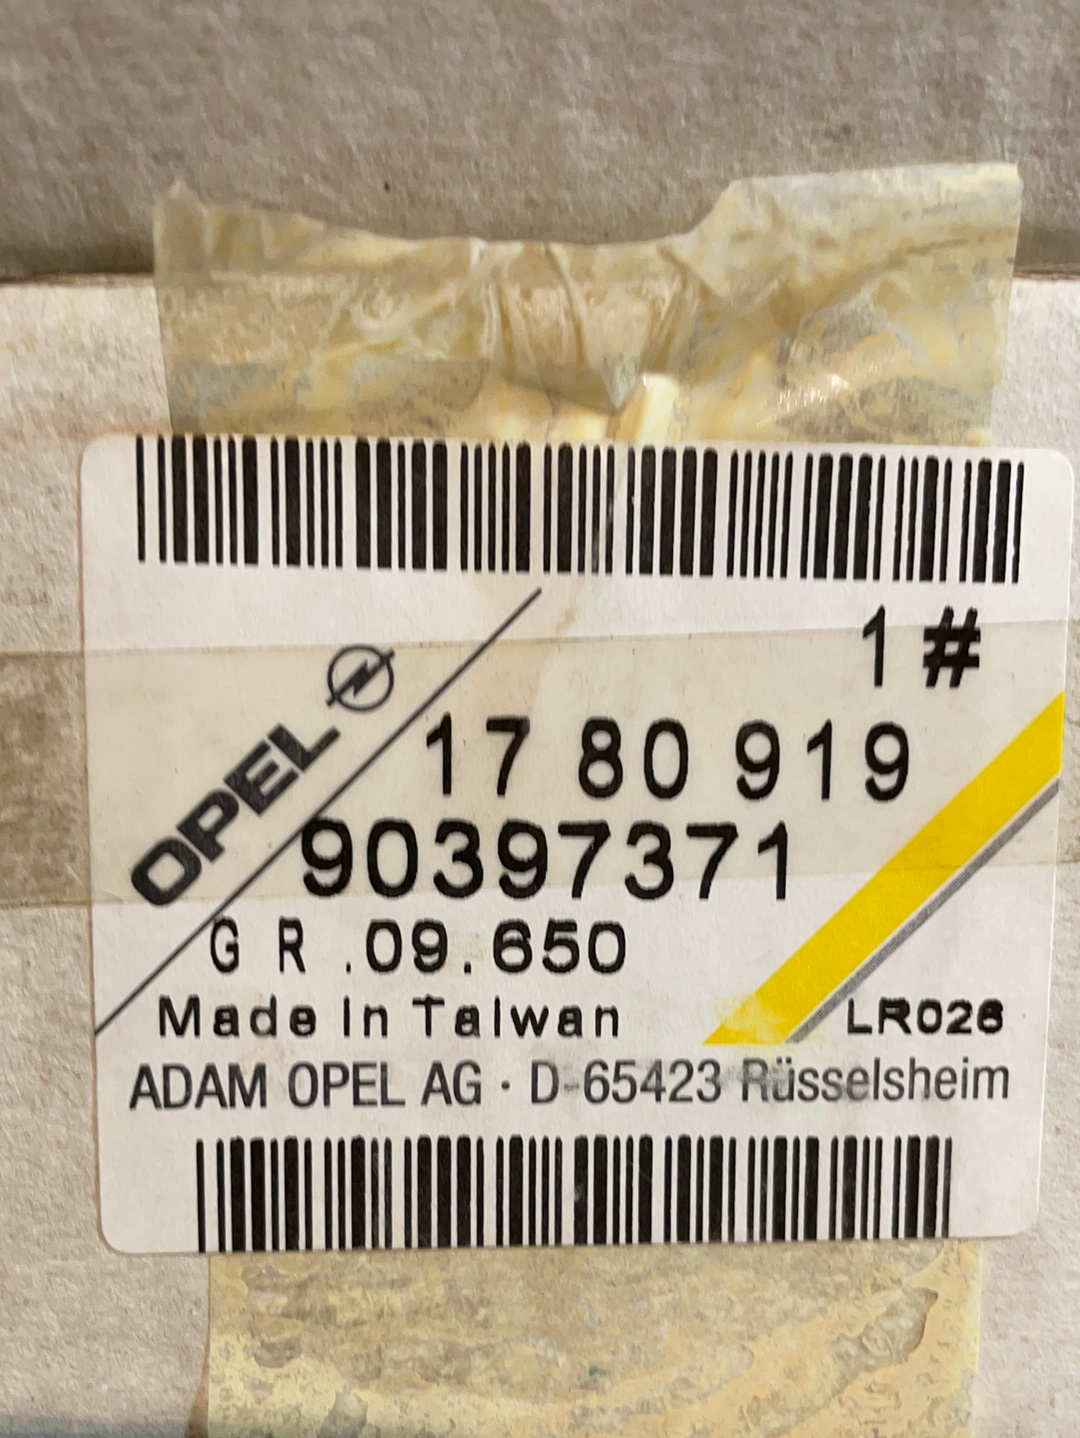 1 #
OPEL
17 80 919
90397371
G R .09.650
Made In Taiwan
LR026
ADAM OPEL AG · D-65423 Rüsselsheim